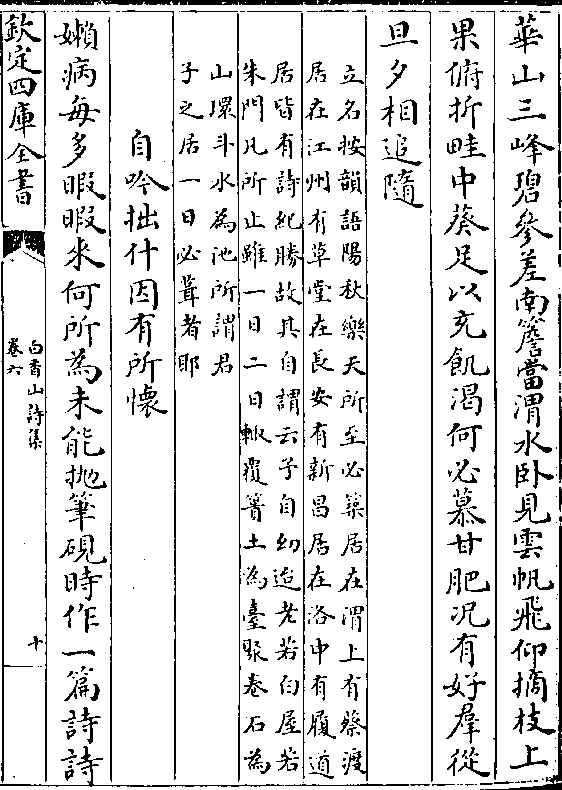 華山三峰碧參差南簷當渭水卧見雲帆飛仰摘枝上
果俯折畦中葵足以充飢渴何必慕甘肥況有好羣從
旦夕相追隨
立名按韻語陽秋樂天所至必築居在渭上有蔡渡
居在江州有草堂在長安有新昌居在洛中有履道
居皆有詩紀勝故其自謂云予自幼迨老若白屋若
朱門凡所止雖一日二日輙覆簣土為臺聚巻石為
山環斗水為池所謂君
子之居一日必葺者耶
自吟拙什因有所懷
嬾病每多暇暇来何所為未能抛筆硯時作一篇詩詩
欽定四庫全書
白香山詩集
卷六
十